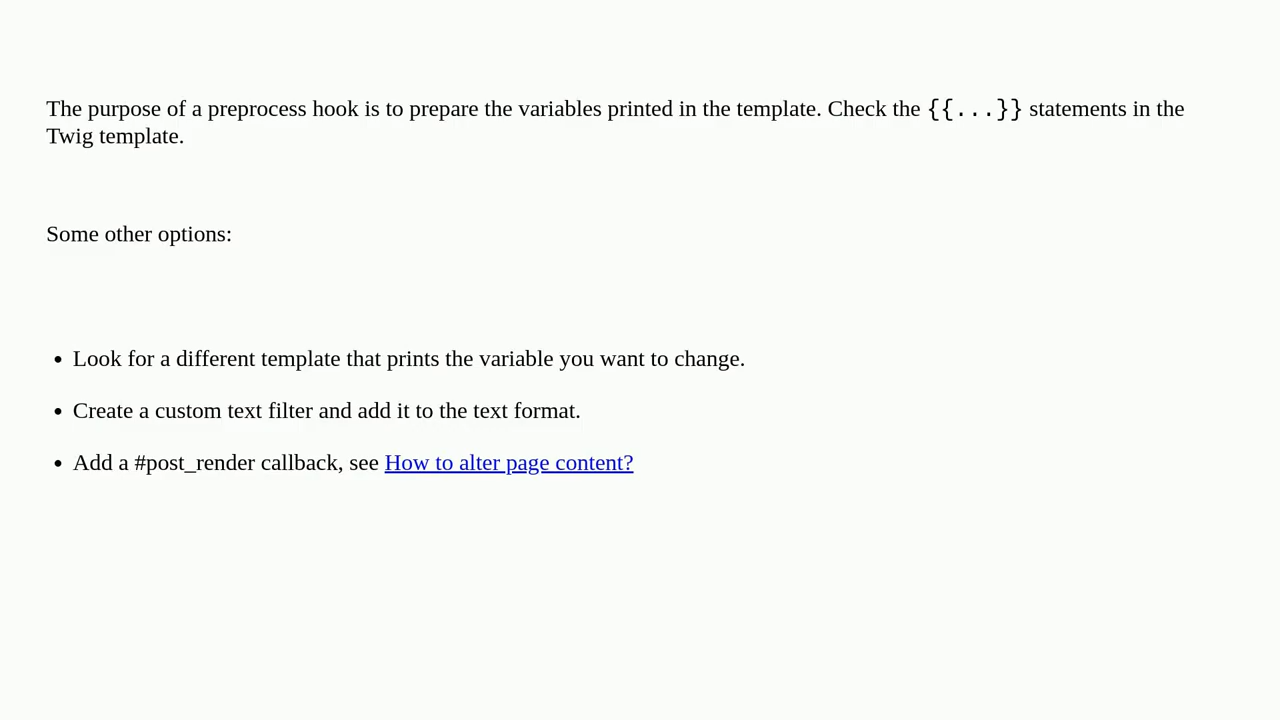 The purpose of a preprocess hook is to prepare the variables printed in the template. Check the {{...}} statements in the
Twig template.
Some other options:
• Look for a different template that prints the variable you want to change.
• Create a custom text filter and add it to the text format.
• Add a #post_render callback, see How to alter page content?